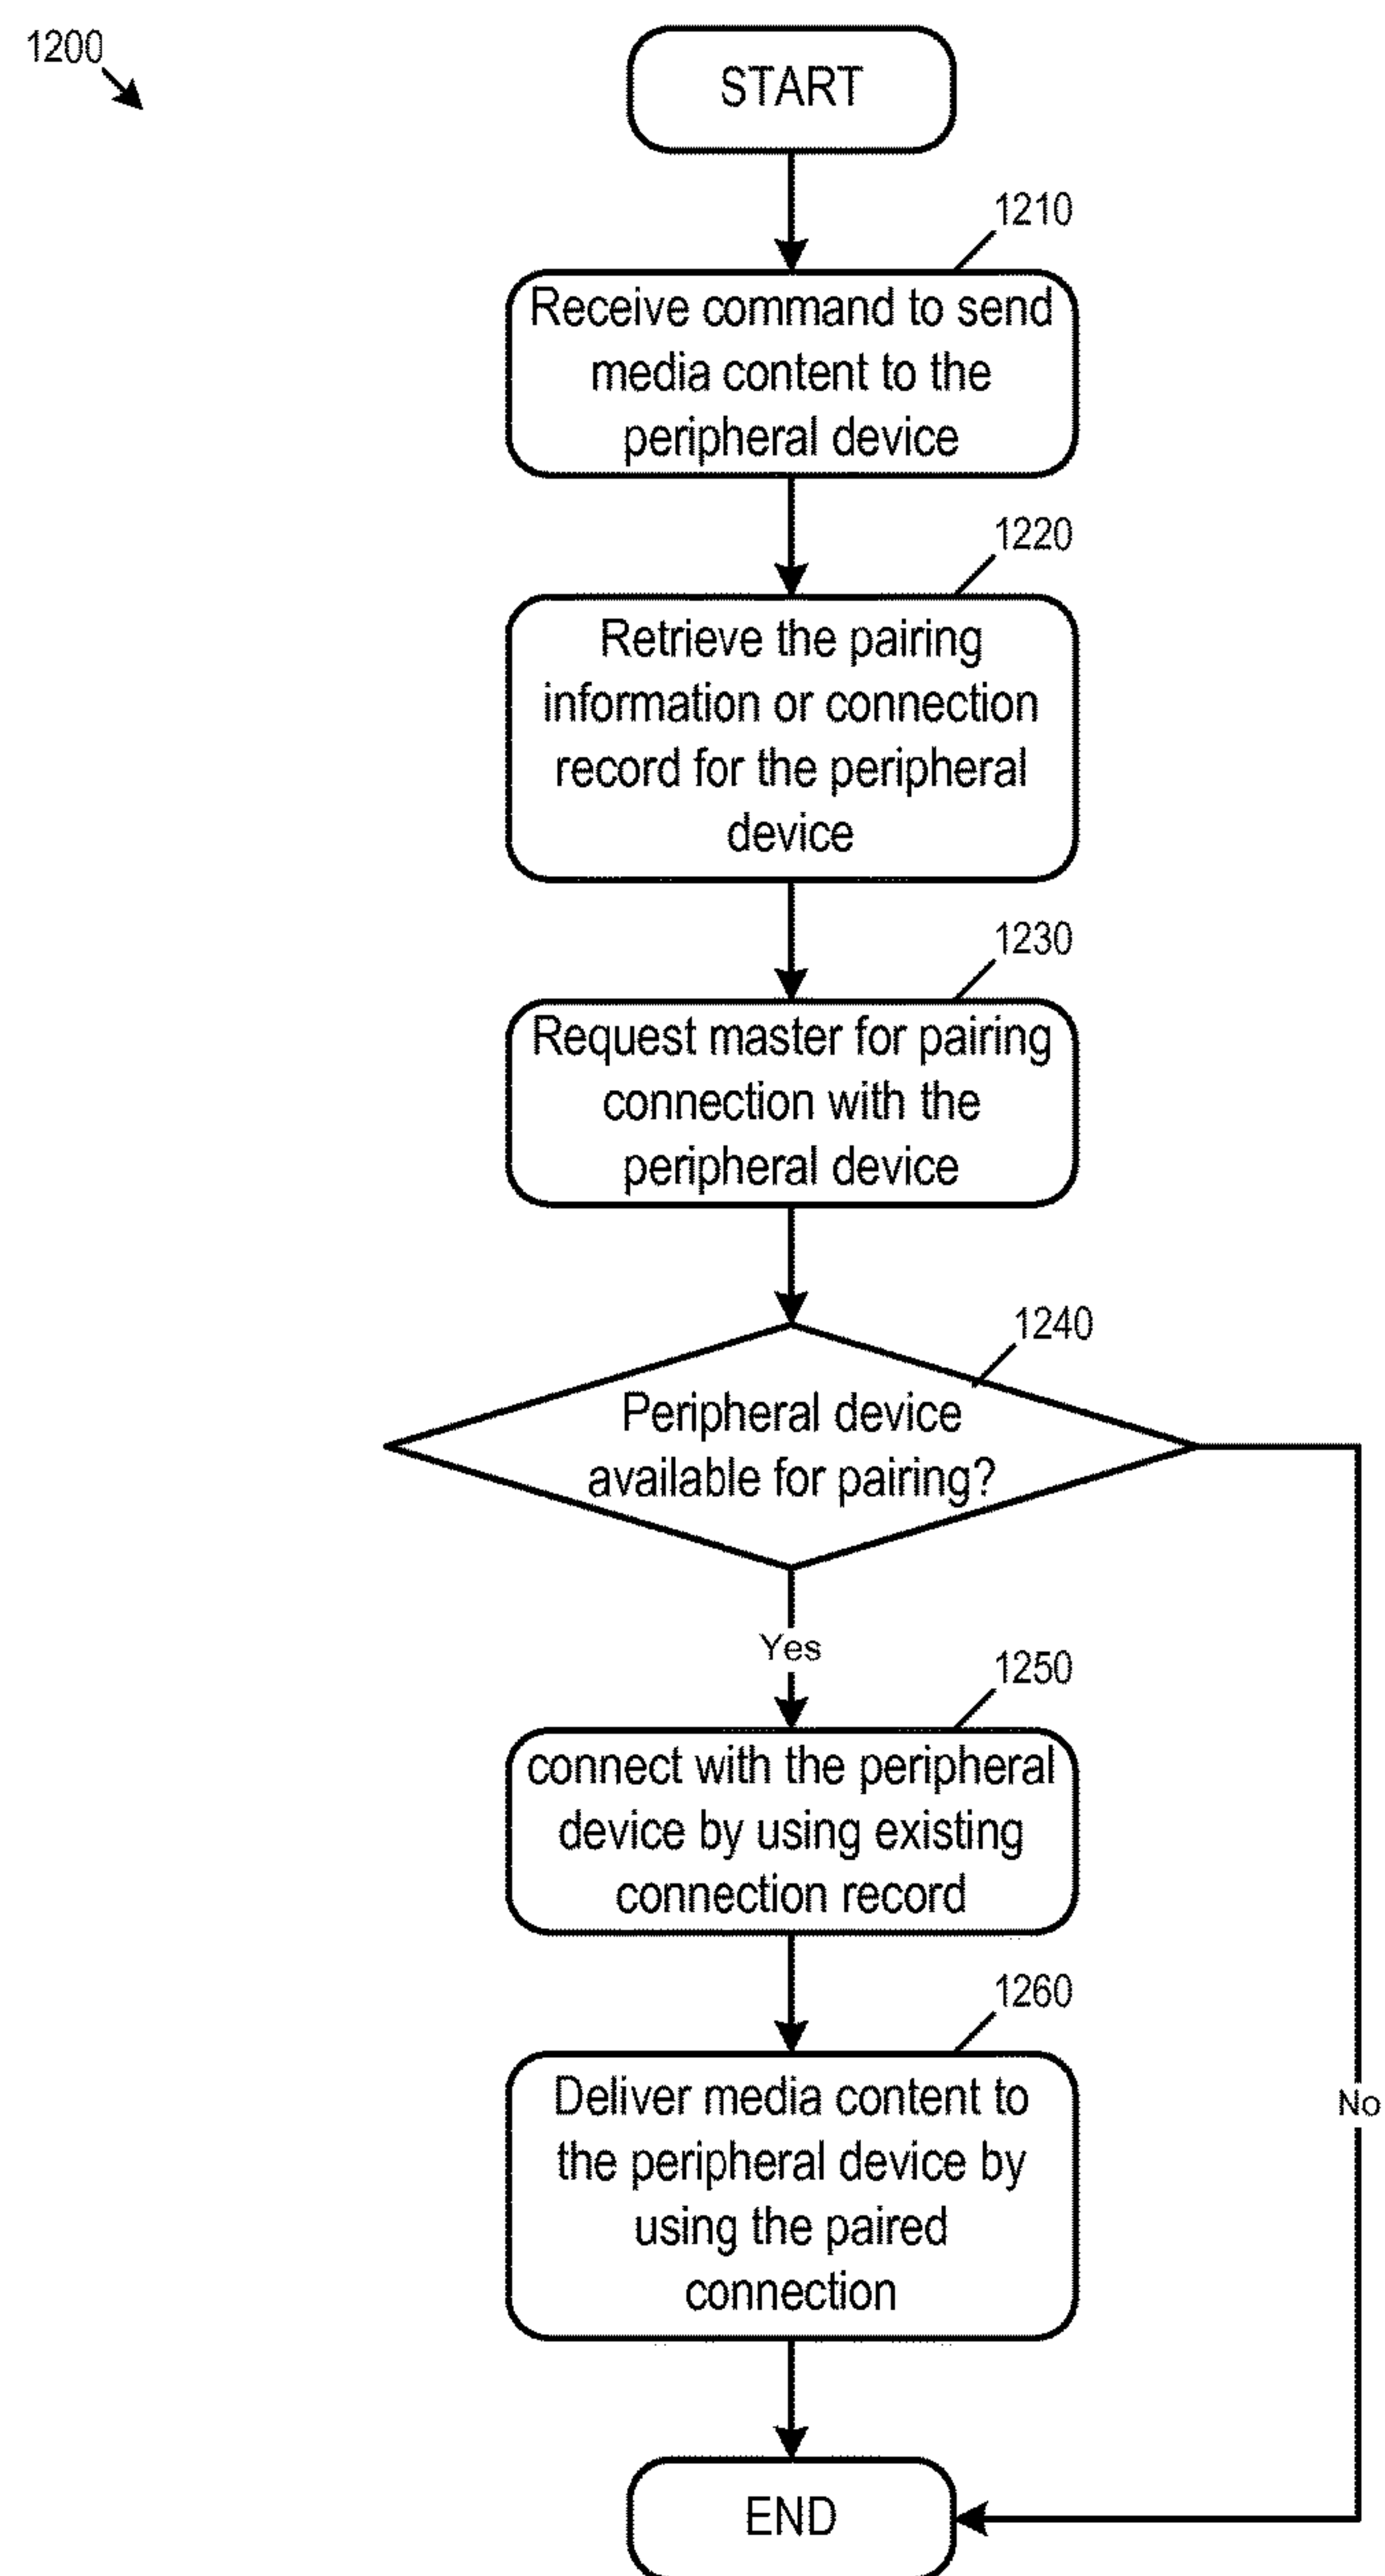 1200
START
1210
Receive command to send
media content to the
peripheral device
1220
Retrieve the pairing
information or connection
record for the peripheral
device
1230
Request master for pairing
connection with the
peripheral device
1240
Peripheral device
available for pairing?
Yes
1250
connect with the peripheral
device by using existing
connection record
1260
Deliver media content to
the peripheral device by
using the paired
connection
No
END